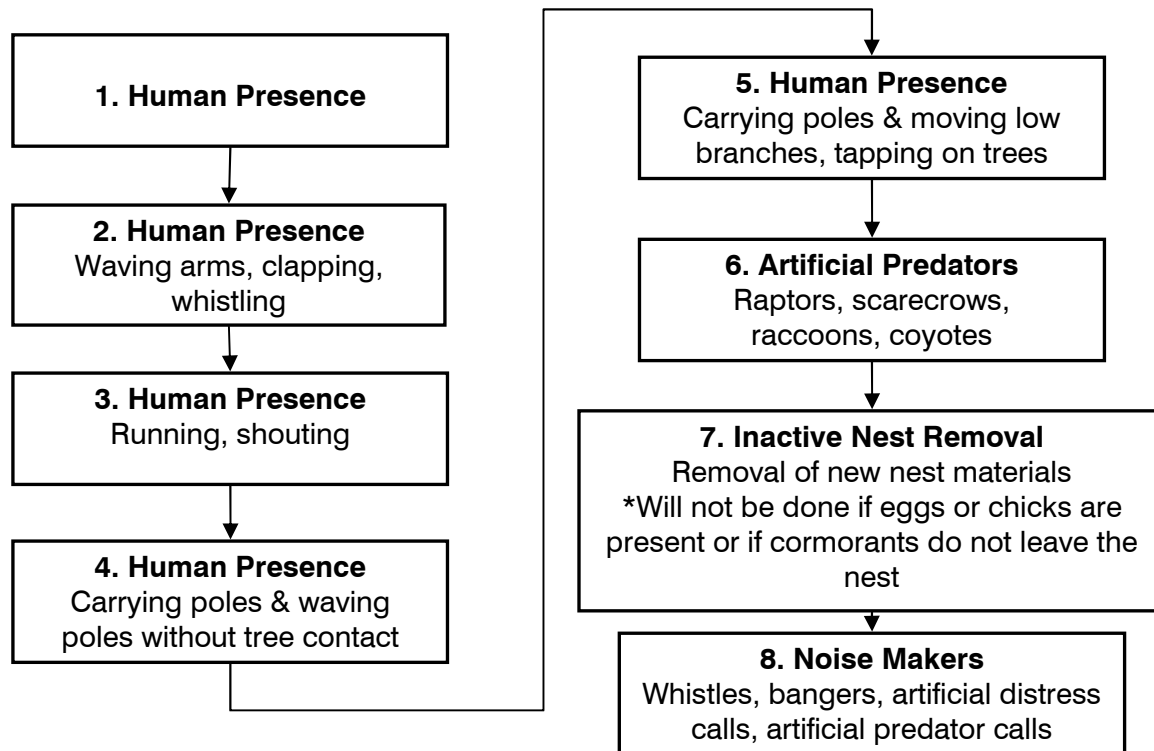 1. Human Presence
2. Human Presence
Waving arms, clapping,
whistling
3. Human Presence
Running, shouting
4. Human Presence
Carrying poles & waving
poles without tree contact
5. Human Presence
Carrying poles & moving low
branches, tapping on trees
6. Artificial Predators
Raptors, scarecrows,
raccoons, coyotes
7. Inactive Nest Removal
Removal of new nest materials
*Will not be done if eggs or chicks are
present or if cormorants do not leave the
nest
8. Noise Makers
Whistles, bangers, artificial distress
calls, artificial predator calls